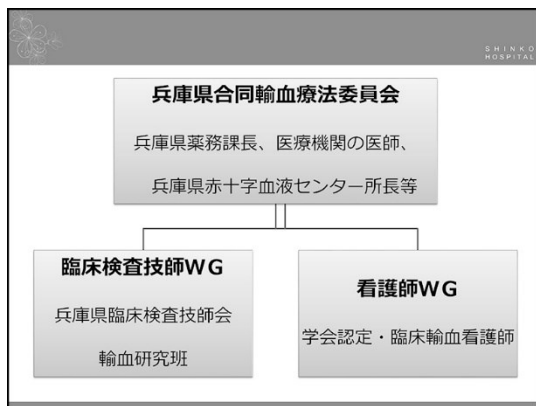 SHINKO
HOSPITAL
兵庫県合同輸血療法委員会
兵庫県薬務課長、医療機関の医師、
兵庫県赤十字血液センター所長等
臨床検査技師WG
兵庫県臨床検査技師会
輸血研究班
看護師WG
学会認定・臨床輸血看護師